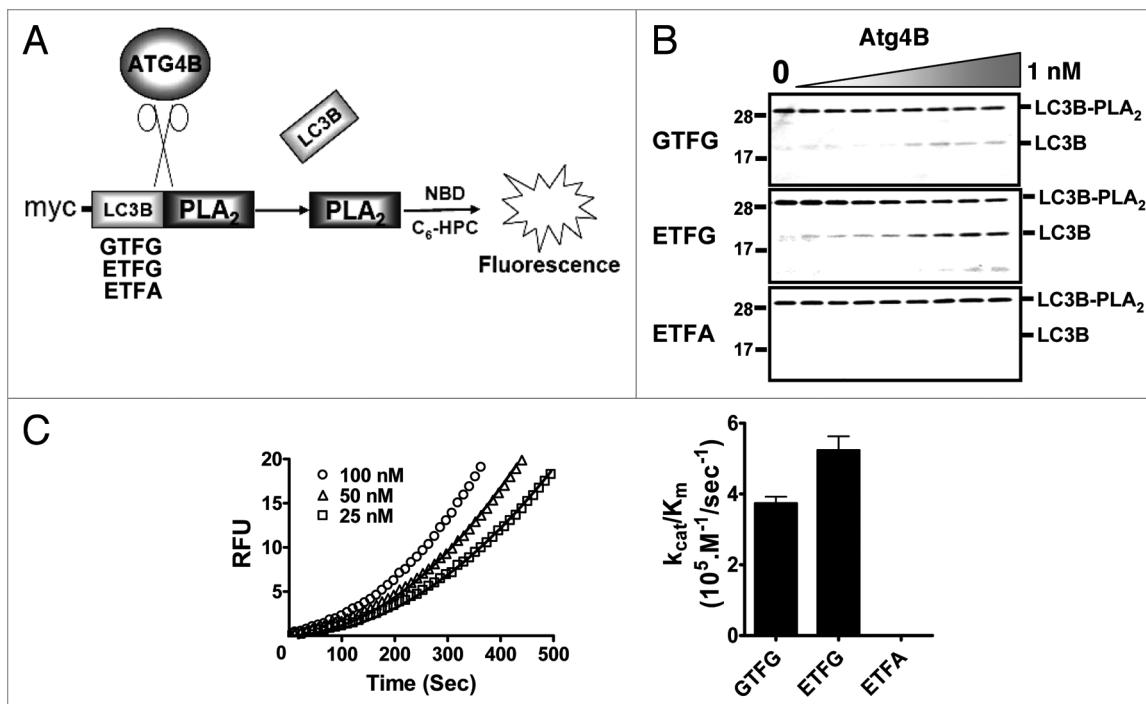 A
ATG4B
LC3B
myc
LC3B
PLA₂
PLA₂
NBD
C₆-HPC
Fluorescence
GTFG
ETFG
ETFA
B
Atg4B
0
1 nM
GTFG
28
17
LC3B-PLA₂
LC3B
ETFG
28
17
LC3B-PLA₂
LC3B
ETFA
28
17
LC3B-PLA₂
LC3B
C
RFU
20
15
10
5
100 nM
50 nM
25 nM
0 100 200 300 400 500
Time (Sec)
kcat/Km
(10⁵.M⁻¹/sec⁻¹)
6
4
2
0
GTFG
ETFG
ETFA